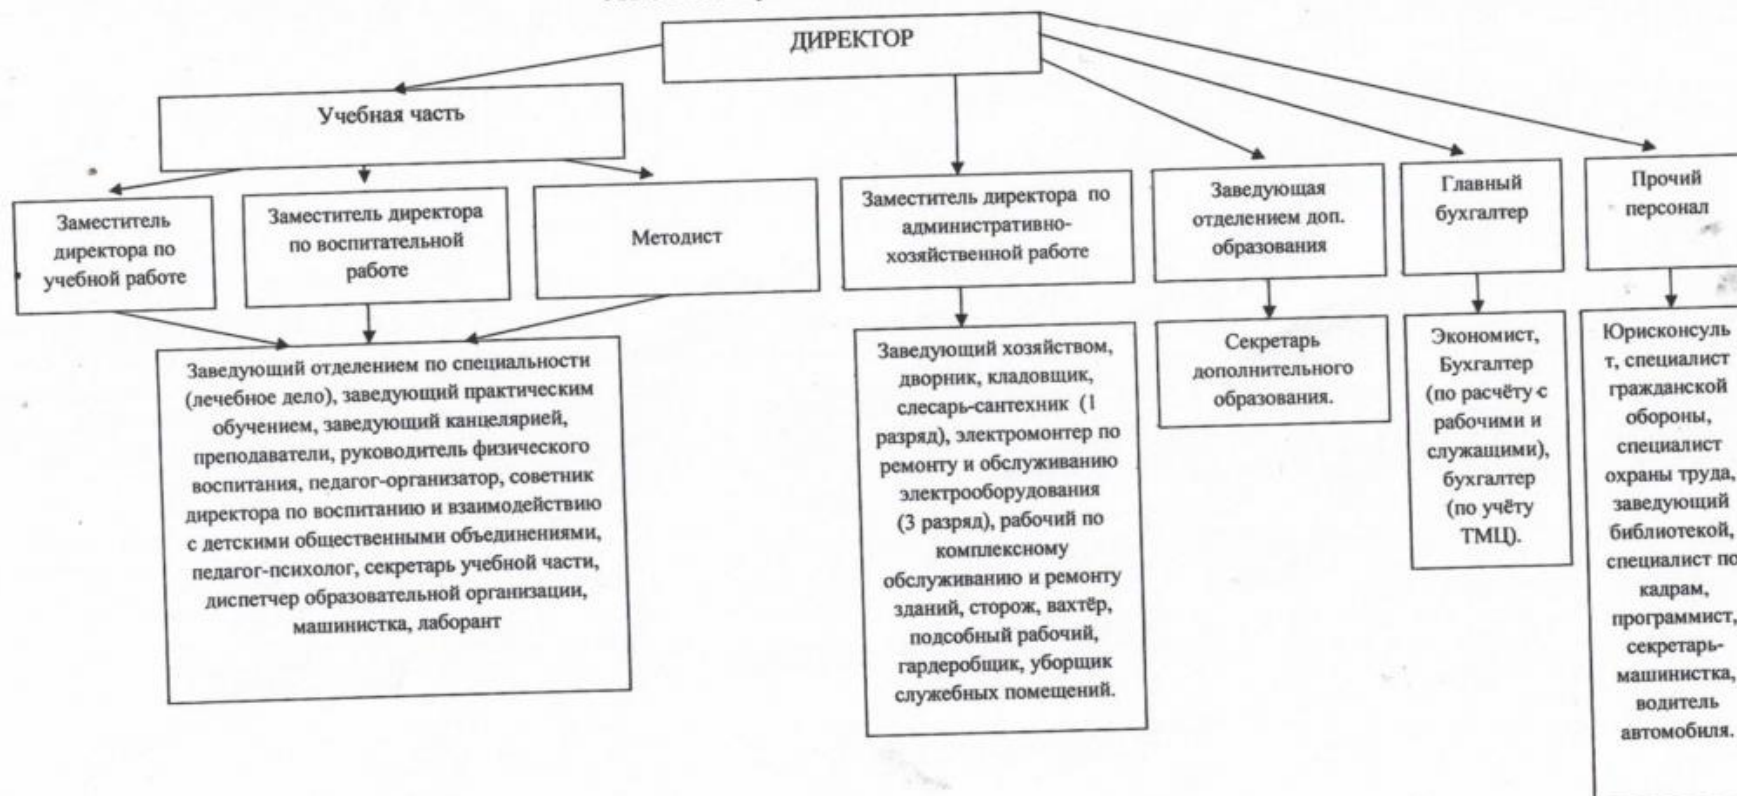 ДИРЕКТОР
Учебная часть
Заместитель
директора по
учебной работе
Заместитель директора
по воспитательной
работе
Методист
Заместитель директора по
административно-
хозяйственной работе
Заведующая
отделением доп.
образования
Главный
бухгалтер
Прочий
персонал
Заведующий отделением по специальности
(лечебное дело), заведующий практическим
обучением, заведующий канцелярией,
преподаватели, руководитель физического
воспитания, педагог-организатор, советник
директора по воспитанию и взаимодействию
с детскими общественными объединениями,
педагог-психолог, секретарь учебной части,
диспетчер образовательной организации,
машинистка, лаборант
Заведующий хозяйством,
дворник, кладовщик,
слесарь-сантехник (1
разряд), электромонтер по
ремонту и обслуживанию
электрооборудования
(3 разряд), рабочий по
комплексному
обслуживанию и ремонту
зданий, сторож, вахтёр,
подсобный рабочий,
гардеробщик, уборщик
служебных помещений.
Секретарь
дополнительного
образования.
Экономист,
Бухгалтер
(по расчёту с
рабочими и
служащими),
бухгалтер
(по учёту
ТМЦ).
Юрисконсуль
т, специалист
гражданской
обороны,
специалист
охраны труда,
заведующий
библиотекой,
специалист по
кадрам,
программист,
секретарь-
машинистка,
водитель
автомобиля.